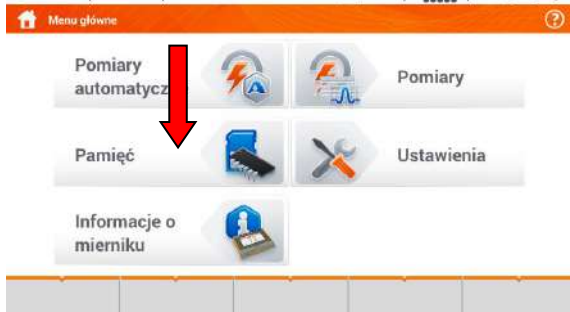 Menu główne
Pomiary
automatycz
Pomiary
Pamięć
Ustawienia
Informacje o
mierniku